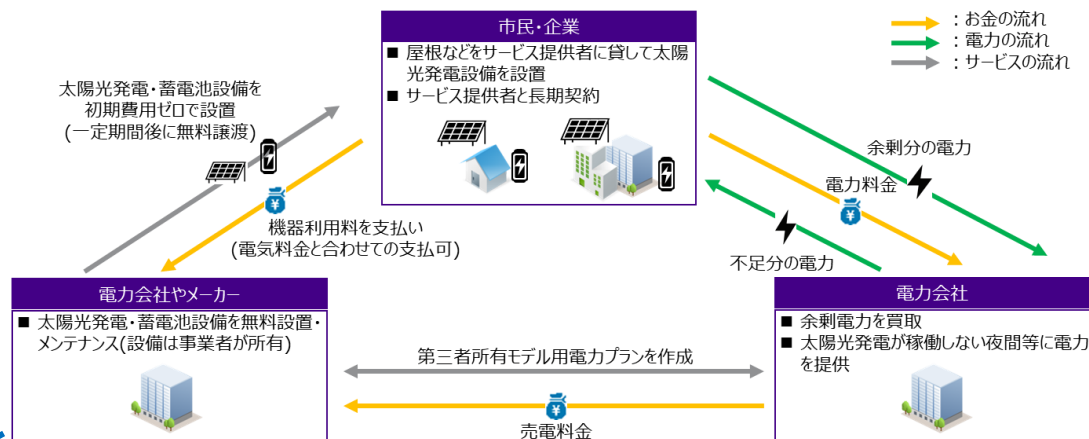 市民・企業
■ 屋根などをサービス提供者に貸して太陽
光発電設備を設置
■ サービス提供者と長期契約
：お金の流れ
：電力の流れ
：サービスの流れ
太陽光発電・蓄電池設備を
初期費用ゼロで設置
(一定期間後に無料譲渡)
¥
機器利用料を支払い
(電気料金と合わせての支払可)
余剰分の電力
電力料金
¥
不足分の電力
電力会社やメーカー
■ 太陽光発電・蓄電池設備を無料設置・
メンテナンス(設備は事業者が所有)
第三者所有モデル用電力プランを作成
¥
売電料金
電力会社
■ 余剰電力を買取
■ 太陽光発電が稼働しない夜間等に電力
を提供